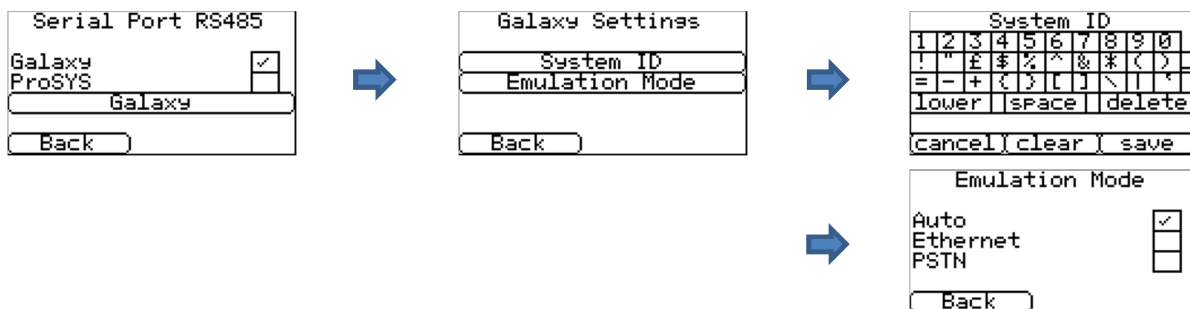 Serial Port RS485
Galaxy
ProSYS
Galaxy
Back
Galaxy Settings
System ID
Emulation Mode
Back
System ID
1 2 3 4 5 6 7 8 9 0
! " £ $ % ^ & * ( ) _
= - + { } [ ] \ | `
lower space delete
cancel clear save
Emulation Mode
Auto
Ethernet
PSTN
Back